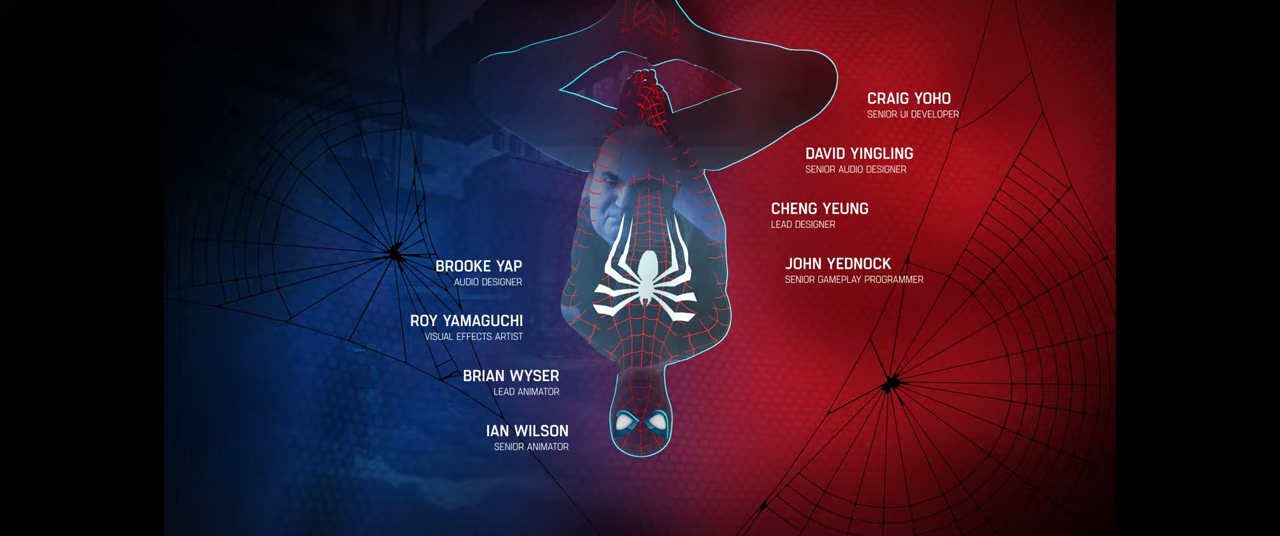 CRAIG YOHO
SENIOR UI DEVELOPER
DAVID YINGLING
SENIOR AUDIO DESIGNER
CHENG YEUNG
LEAD DESIGNER
JOHN YEDNOCK
SENIOR GAMEPLAY PROGRAMMER
BROOKE YAP
AUDIO DESIGNER
ROY YAMAGUCHI
VISUAL EFFECTS ARTIST
BRIAN WYSER
LEAD ANIMATOR
IAN WILSON
SENIOR ANIMATOR